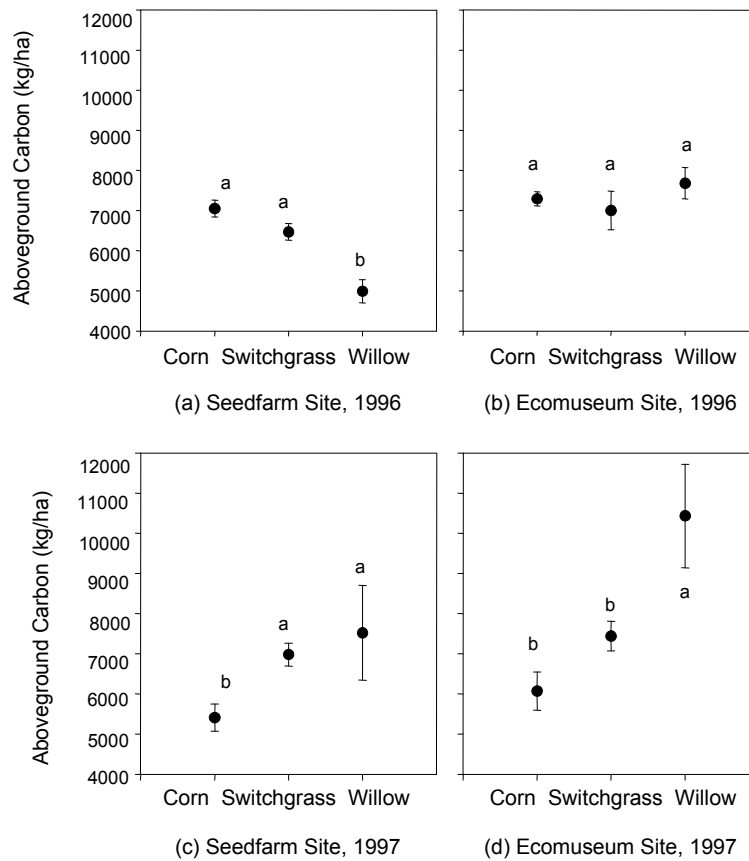 Aboveground Carbon (kg/ha)
12000
11000
10000
9000
8000
7000
6000
5000
4000
a
a
b
a
a
a
Corn Switchgrass Willow
Corn Switchgrass Willow
(a) Seedfarm Site, 1996
(b) Ecomuseum Site, 1996
Aboveground Carbon (kg/ha)
12000
11000
10000
9000
8000
7000
6000
5000
4000
b
a
a
b
b
a
Corn Switchgrass Willow
Corn Switchgrass Willow
(c) Seedfarm Site, 1997
(d) Ecomuseum Site, 1997